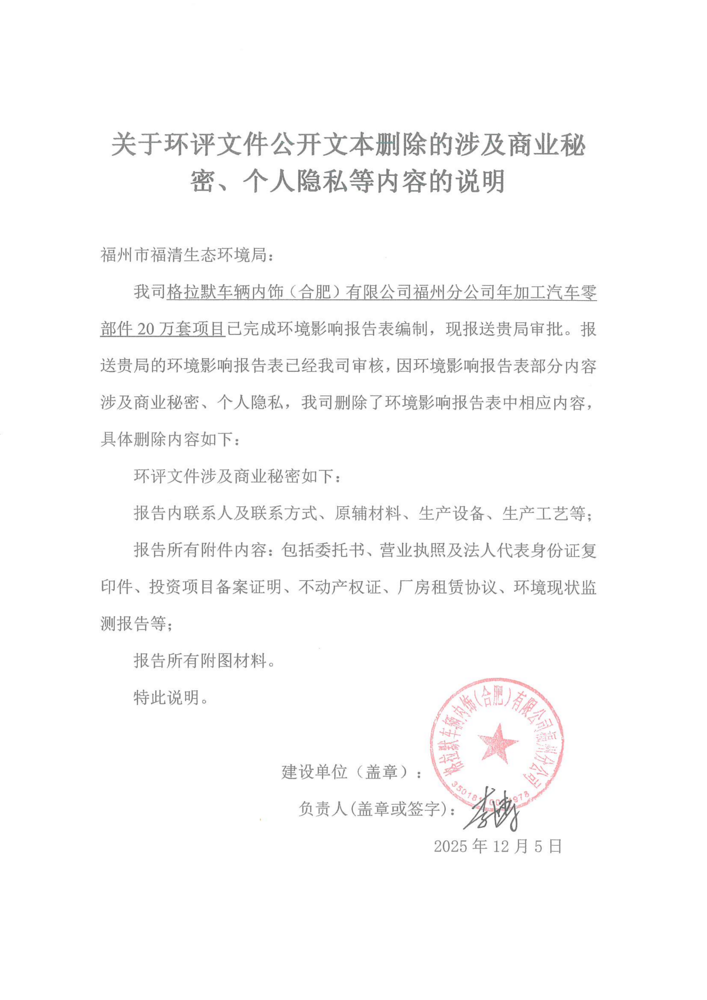 关于环评文件公开文本删除的涉及商业秘
密、个人隐私等内容的说明
福州市福清生态环境局：
我司格拉默车辆内饰（合肥）有限公司福州分公司年加工汽车零
部件 20 万套项目已完成环境影响报告表编制，现报送贵局审批。报
送贵局的环境影响报告表已经我司审核，因环境影响报告表部分内容
涉及商业秘密、个人隐私，我司删除了环境影响报告表中相应内容，
具体删除内容如下：
环评文件涉及商业秘密如下：
报告内联系人及联系方式、原辅材料、生产设备、生产工艺等；
报告所有附件内容：包括委托书、营业执照及法人代表身份证复
印件、投资项目备案证明、不动产权证、厂房租赁协议、环境现状监
测报告等；
报告所有附图材料。
特此说明。
格拉默车辆内饰(合肥)有限公司福州分公司
建设单位（盖章）：
负责人(盖章或签字)：
2025 年 12 月 5 日